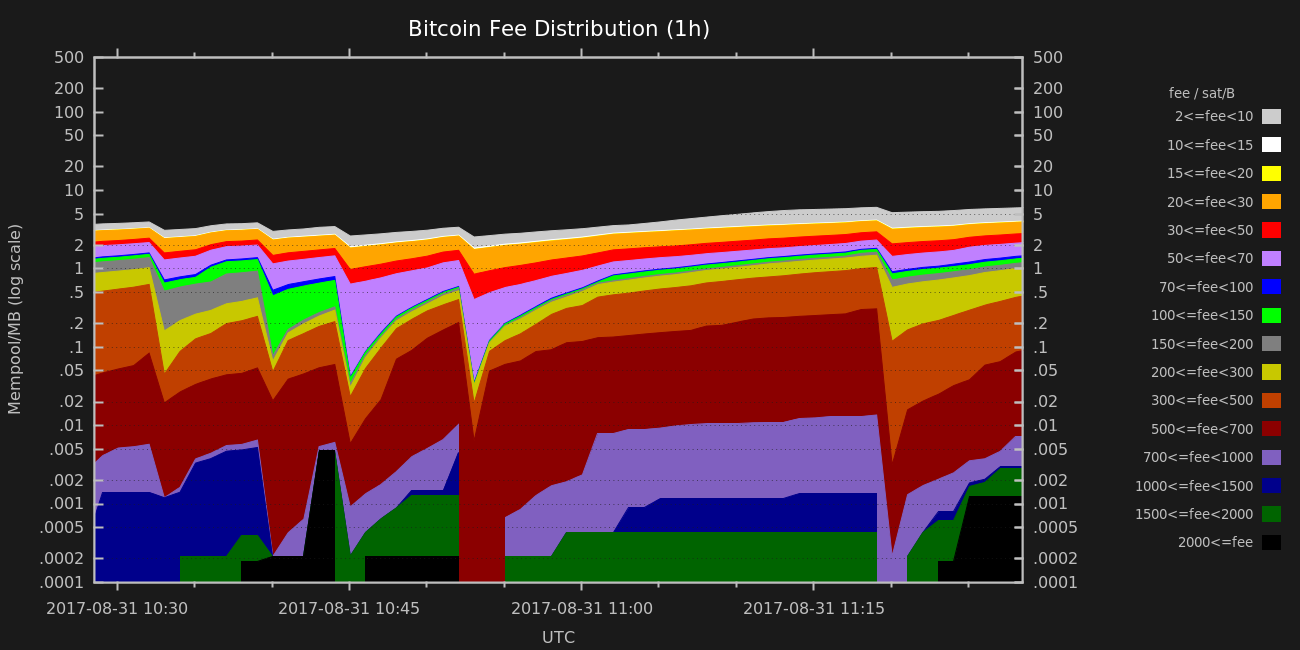 Bitcoin Fee Distribution (1h)
500 500
200 200
100 100
50 50
20 20
10 10
5 5
2 2
1 1
.5 .5
.2 .2
.1 .1
.05 .05
.02 .02
.01 .01
.005 .005
.002 .002
.001 .001
.0005 .0005
.0002 .0002
.0001 .0001
Mempool/MB (log scale)
2017-08-31 10:30 2017-08-31 10:45 2017-08-31 11:00 2017-08-31 11:15
UTC
fee / sat/B
2<=fee<10
10<=fee<15
15<=fee<20
20<=fee<30
30<=fee<50
50<=fee<70
70<=fee<100
100<=fee<150
150<=fee<200
200<=fee<300
300<=fee<500
500<=fee<700
700<=fee<1000
1000<=fee<1500
1500<=fee<2000
2000<=fee